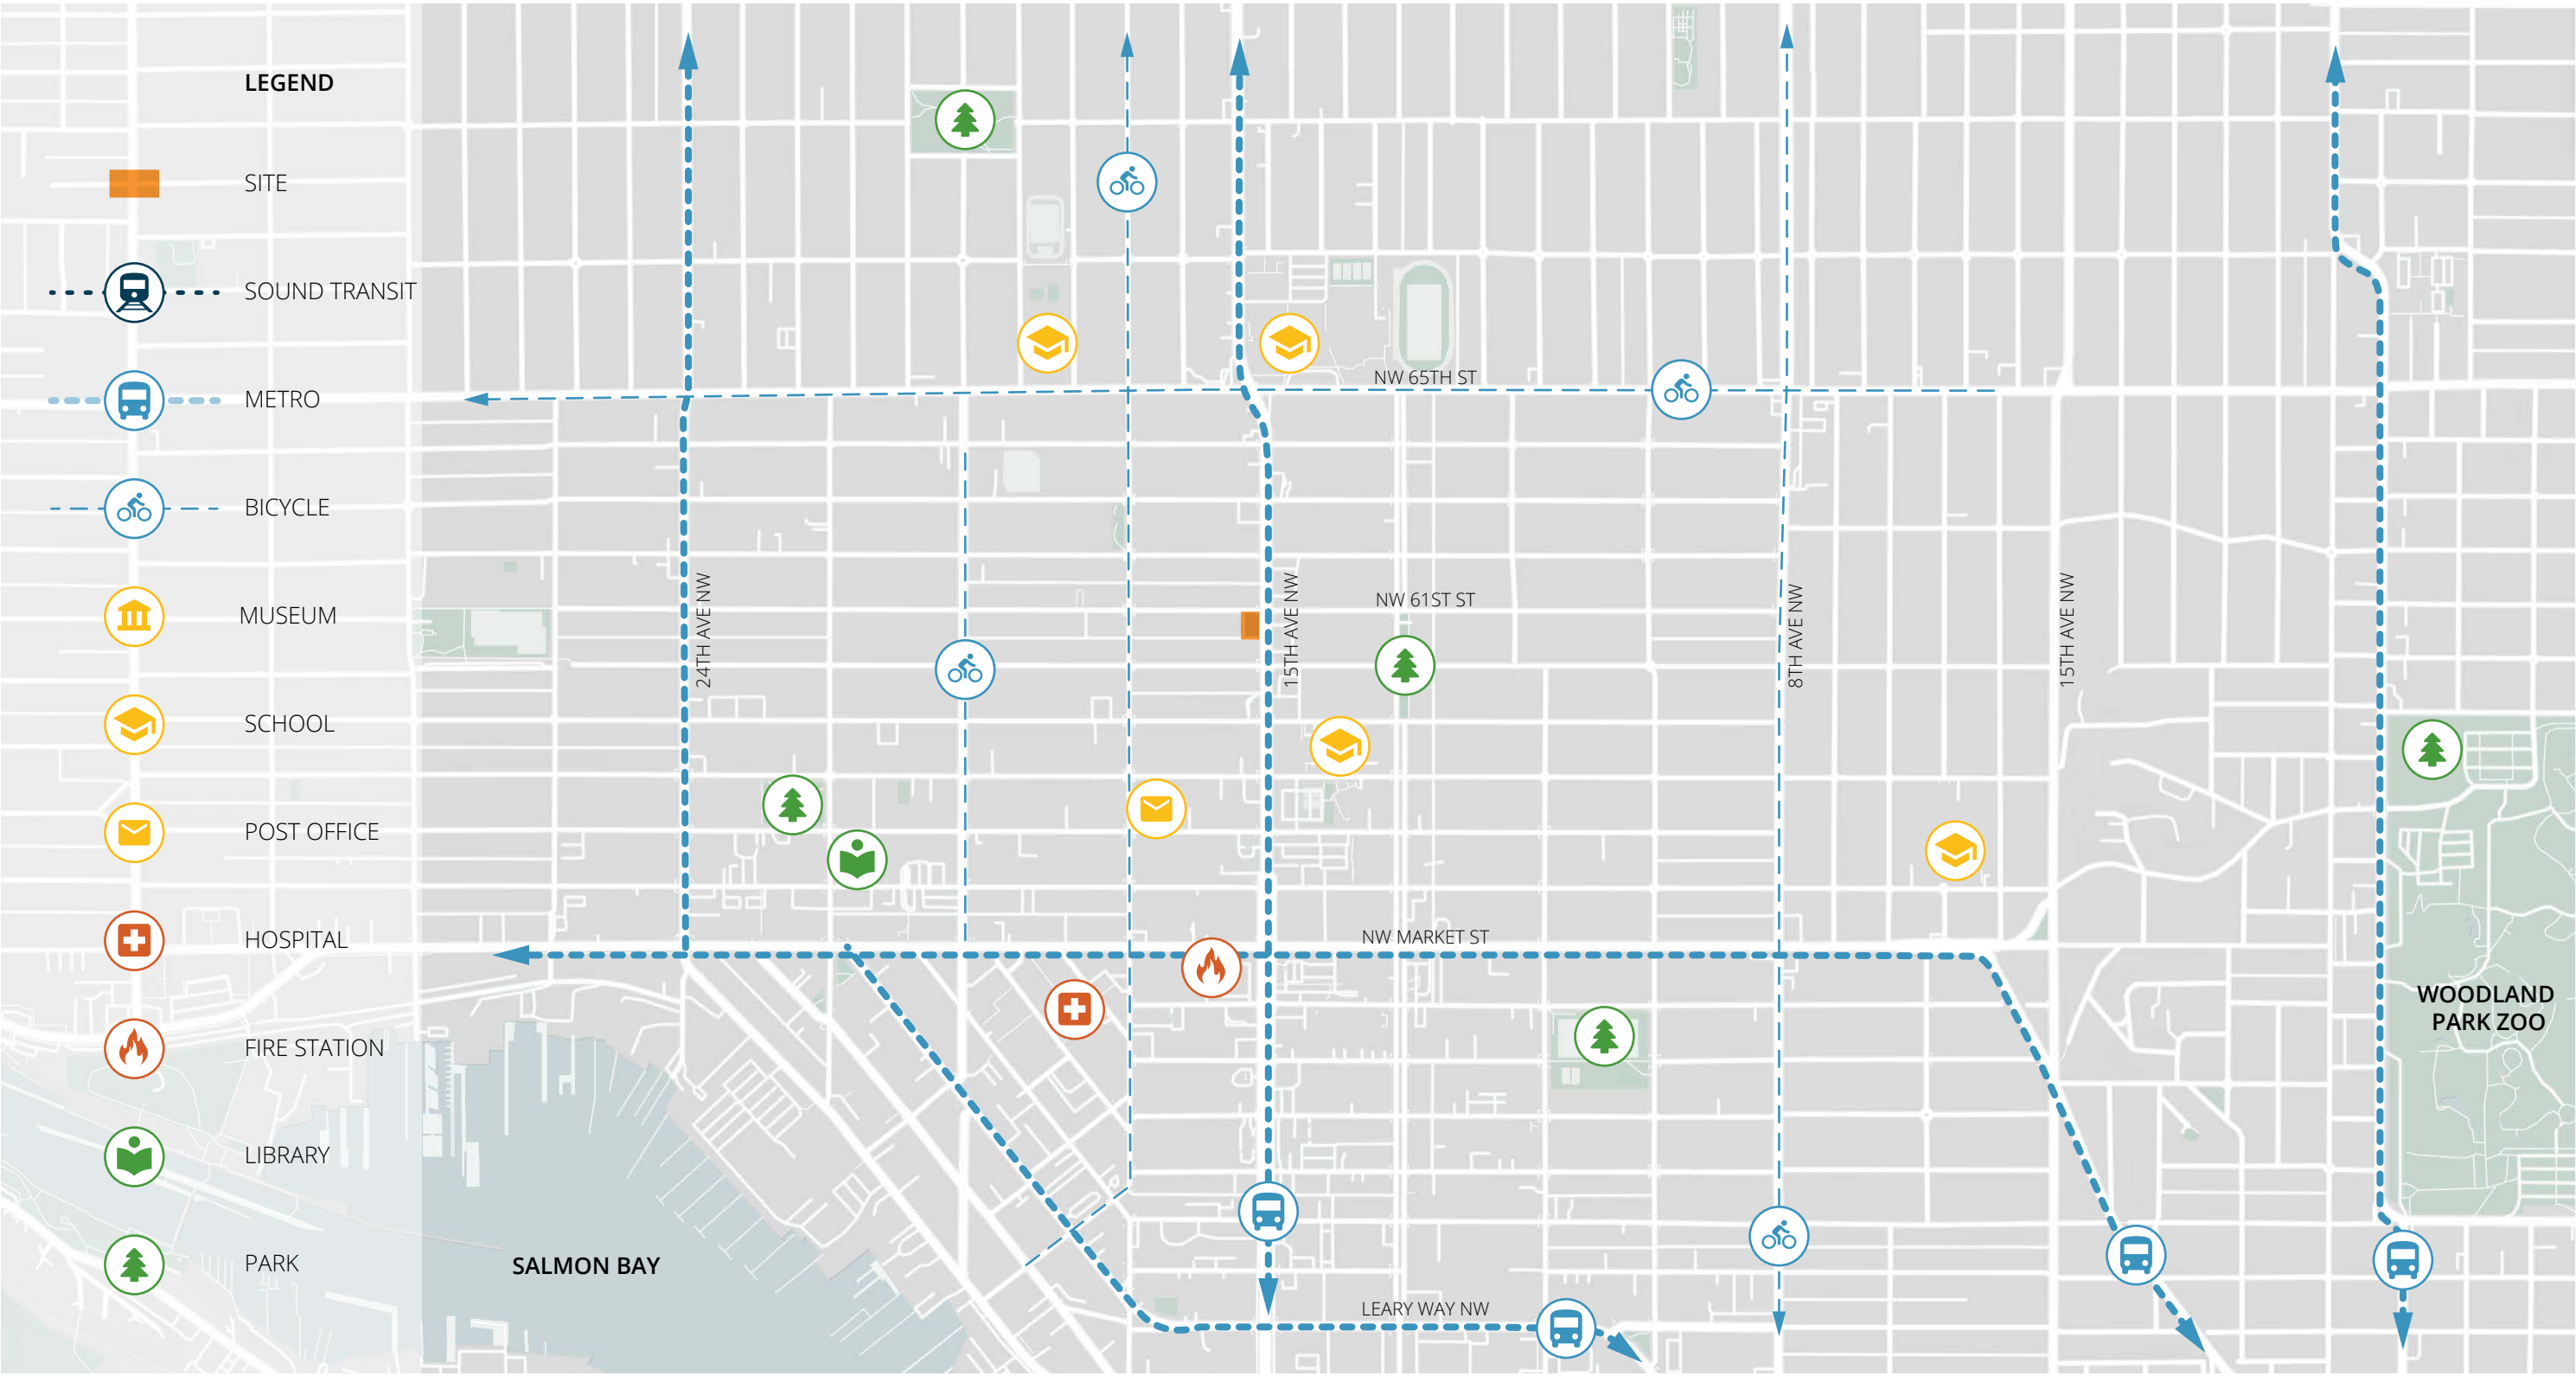 LEGEND
SITE
SOUND TRANSIT
METRO
BICYCLE
MUSEUM
SCHOOL
POST OFFICE
HOSPITAL
FIRE STATION
LIBRARY
PARK
NW 65TH ST
NW 61ST ST
24TH AVE NW
15TH AVE NW
8TH AVE NW
15TH AVE NW
NW MARKET ST
WOODLAND
PARK ZOO
SALMON BAY
LEARY WAY NW